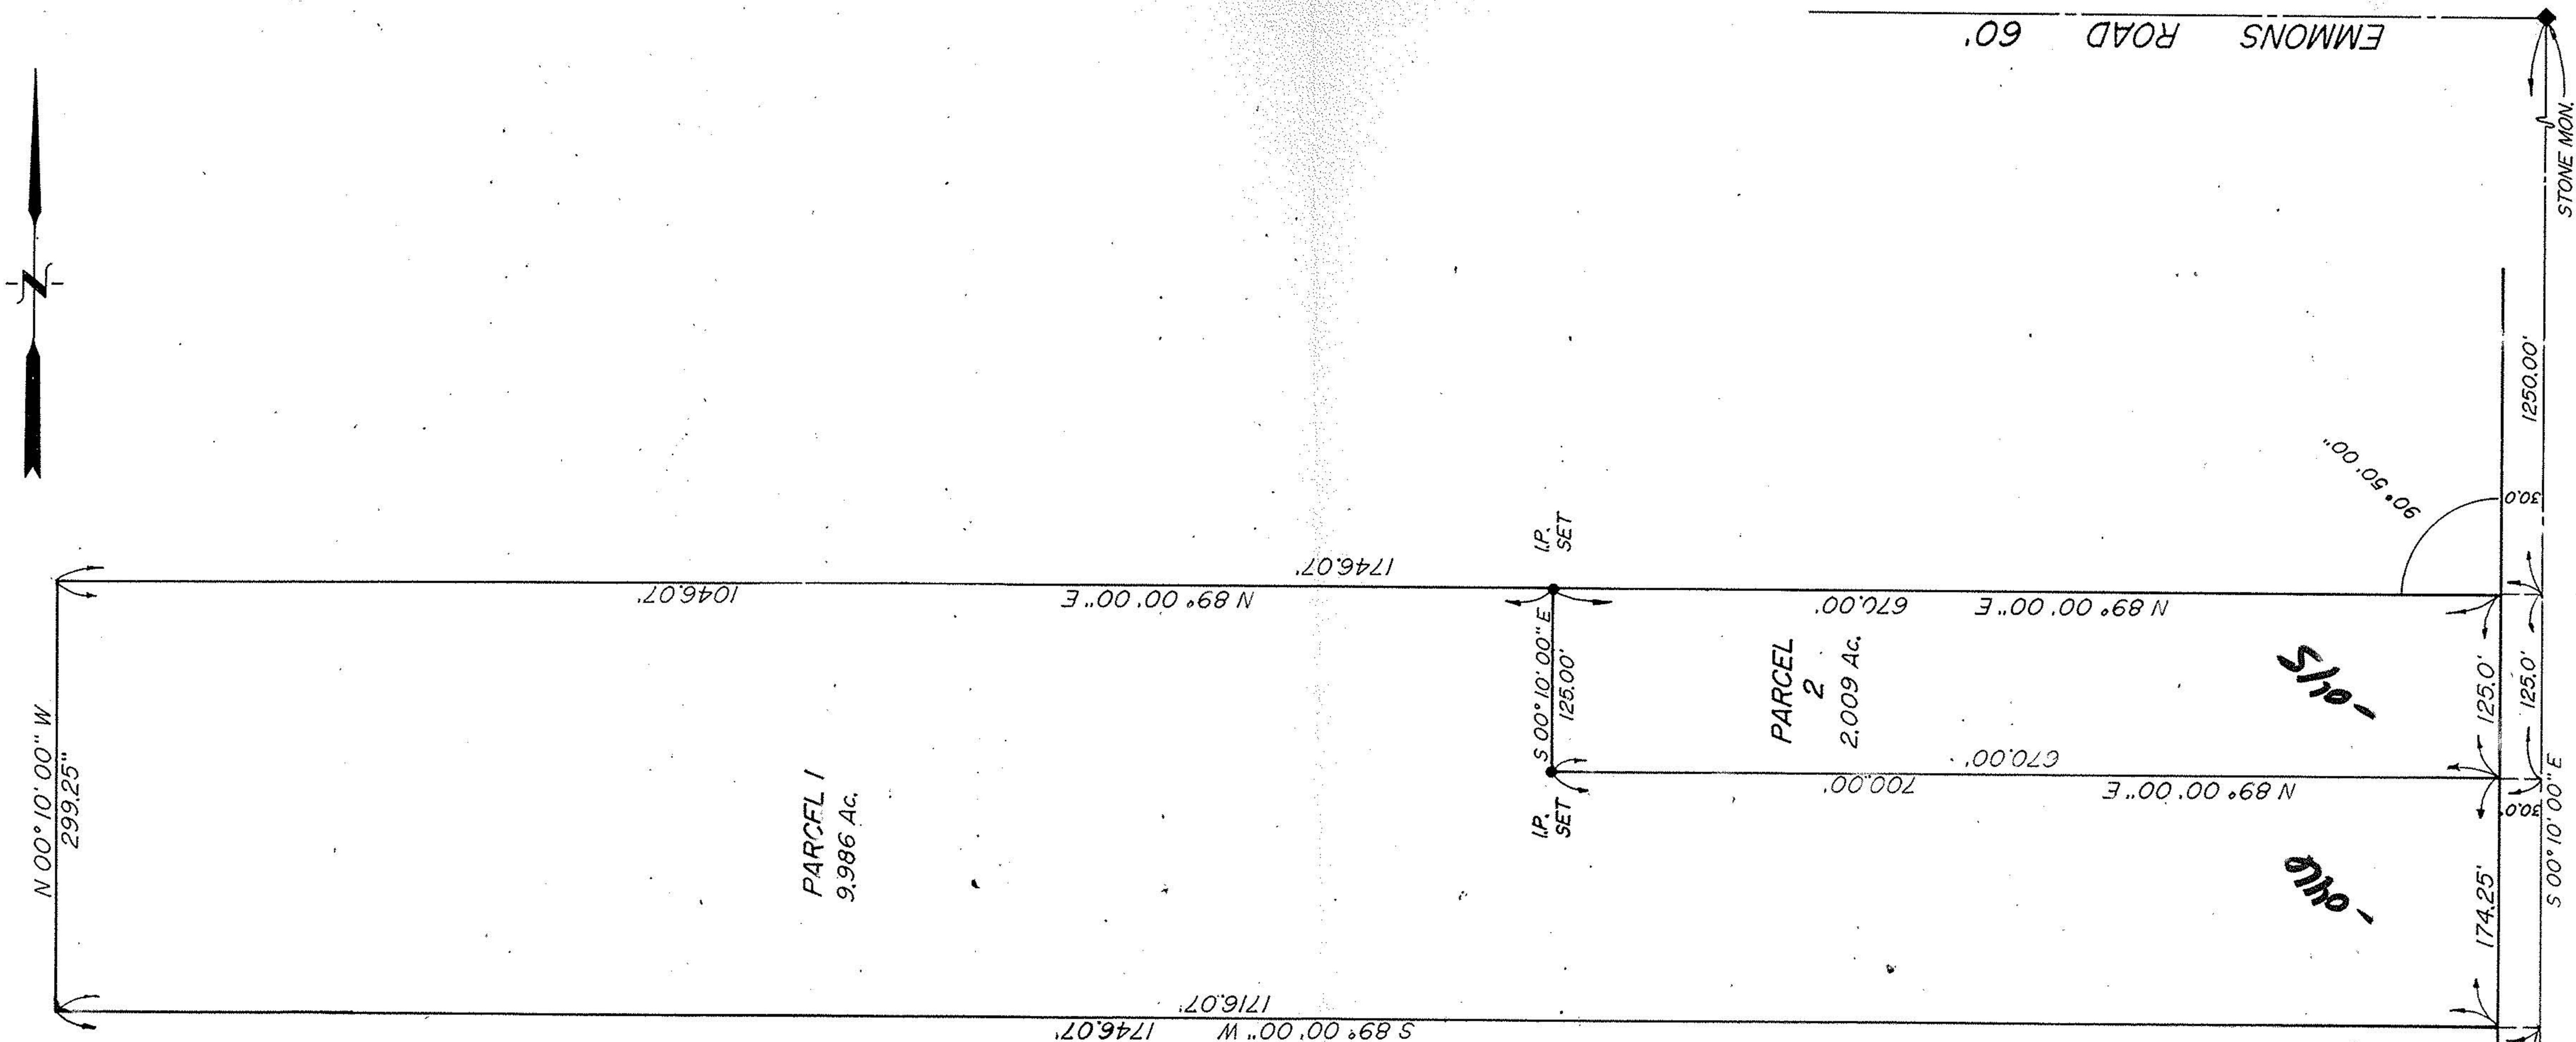 EMMONS ROAD 60'
STONE MON.
N
1250.00'
90° 50' 00"
30.0'
I.P.
SET
1746.07'
1046.07'
N 89° 00' 00" E
670.00'
N 89° 00' 00" E
N 00° 10' 00" W
299.25"
S 00° 10' 00" E
125.00'
PARCEL
2
2.009 Ac.
-015
125.0'
125.0'
PARCEL 1
9.986 Ac.
I.P.
SET
670.00'
700.00'
N 89° 00' 00" E
30.0'
S 00° 10' 00" E
174.25'
1716.07'
S 89° 00' 00" W 1746.07'